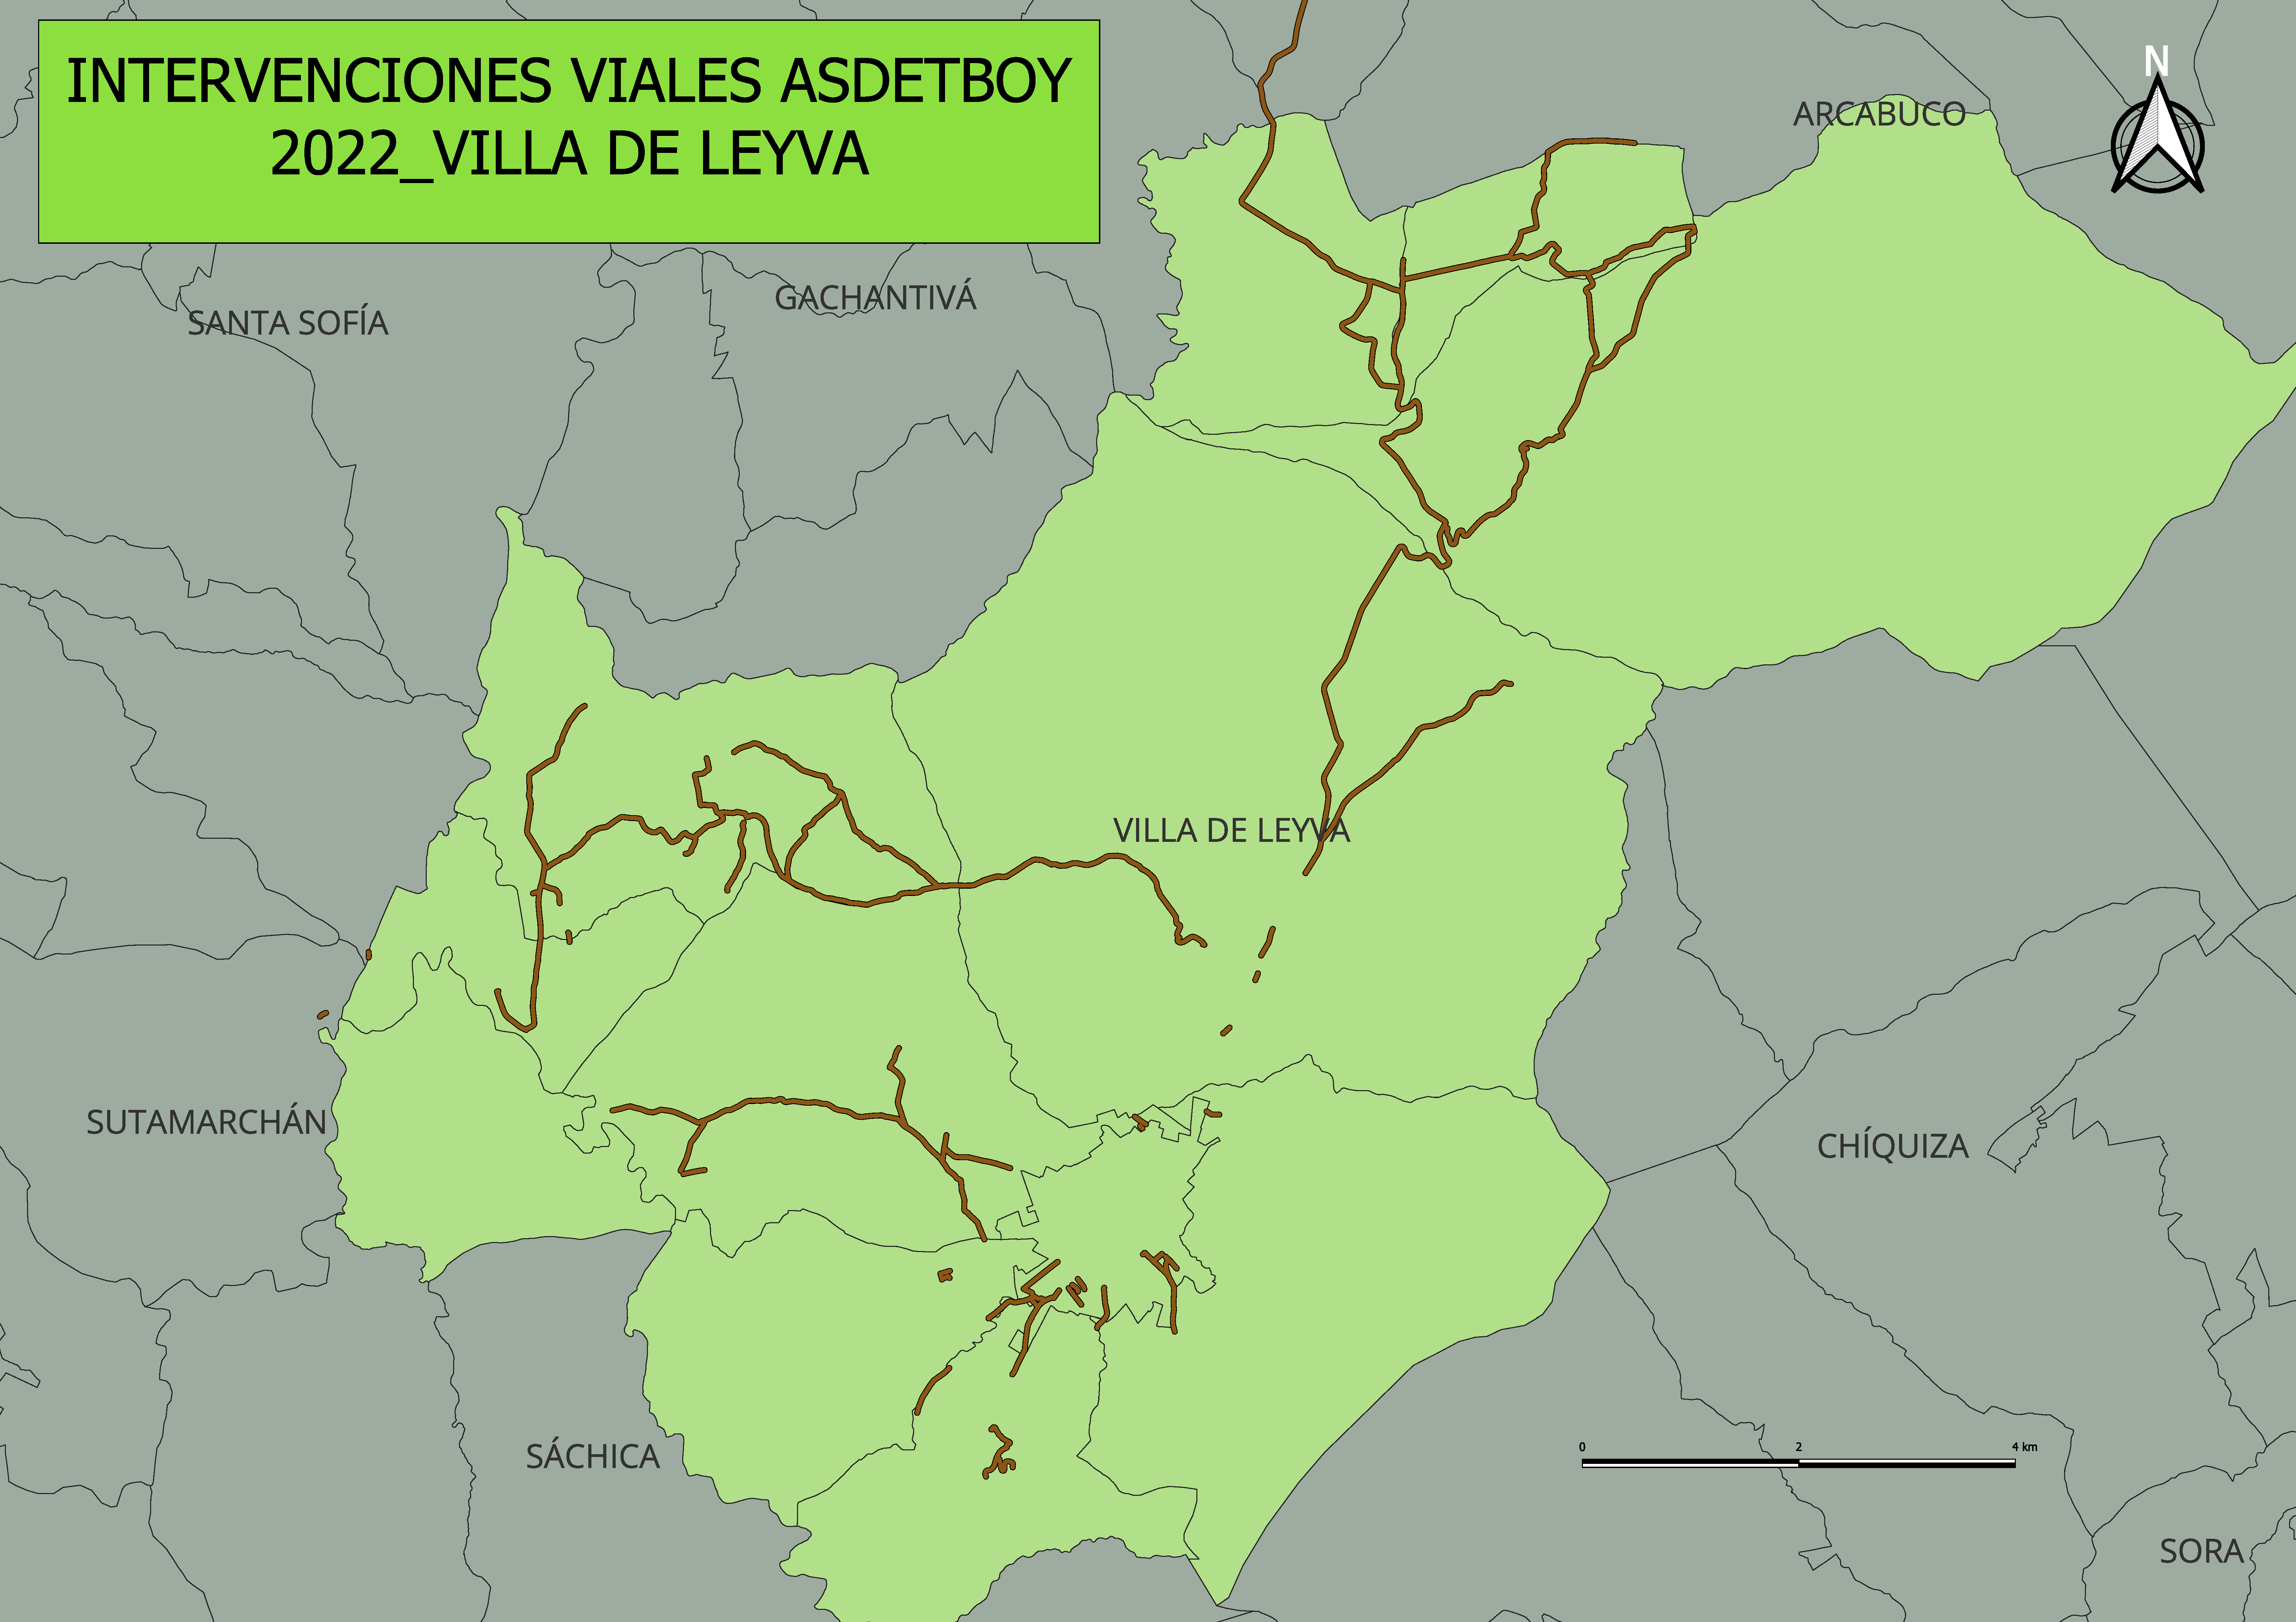 INTERVENCIONES VIALES ASDETBOY
2022_VILLA DE LEYVA
N
ARCABUCO
GACHANTIVÁ
SANTA SOFÍA
VILLA DE LEYVA
SUTAMARCHÁN
CHÍQUIZA
SÁCHICA
0 2 4 km
SORA